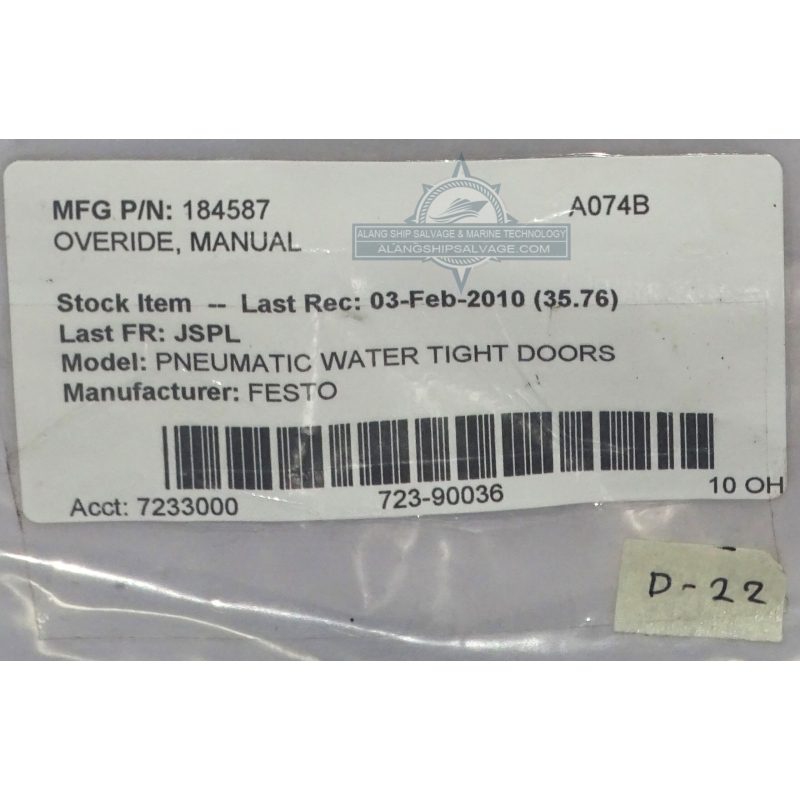 MFG P/N: 184587 A074B
OVERIDE, MANUAL
ALANG SHIP SALVAGE & MARINE TECHNOLOGY
ALANGSHIPSALVAGE.COM
Stock Item -- Last Rec: 03-Feb-2010 (35.76)
Last FR: JSPL
Model: PNEUMATIC WATER TIGHT DOORS
Manufacturer: FESTO
Acct: 7233000 723-90036 10 OH
D-22